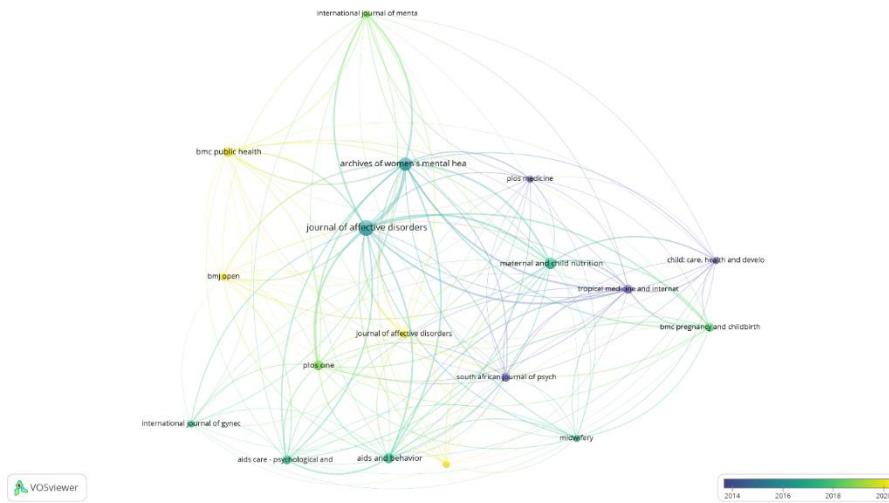 international journal of menta
bmc public health
archives of women's mental hea
plos medicine
journal of affective disorders
maternal and child nutrition
child: care, health and develo
bmj open
tropical medicine and internat
bmc pregnancy and childbirth
journal of affective disorders
plos one
south african journal of psych
international journal of gynec
midwifery
aids care - psychological and
aids and behavior
VOSviewer
2014 2016 2018 2020